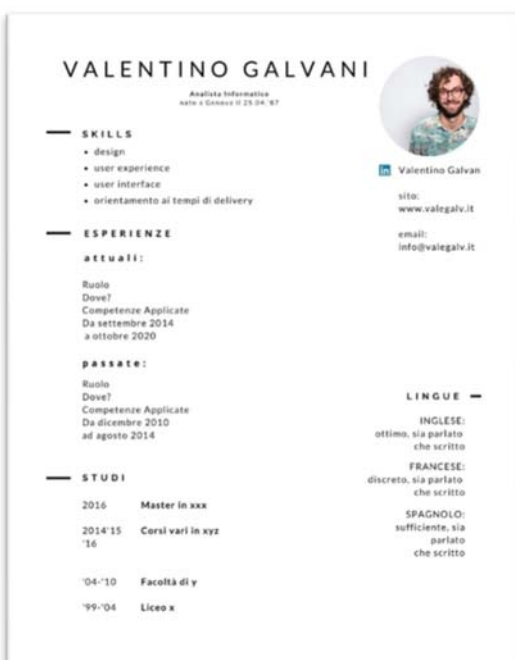 VALENTINO GALVANI
Analista Informatico
nato a Genova il 25.04.'87
SKILLS
• design
• user experience
• user interface
• orientamento ai tempi di delivery
in Valentino Galvan
sito:
www.valegalv.it
email:
info@valegalv.it
ESPERIENZE
attuali:
Ruolo
Dove?
Competenze Applicate
Da settembre 2014
a ottobre 2020
passate:
Ruolo
Dove?
Competenze Applicate
Da dicembre 2010
ad agosto 2014
LINGUE
INGLESE:
ottimo, sia parlato
che scritto
FRANCESE:
discreto, sia parlato
che scritto
SPAGNOLO:
sufficiente, sia
parlato
che scritto
STUDI
2016 Master in xxx
2014'15 Corsi vari in xyz
'16
'04-'10 Facoltà di y
'99-'04 Liceo x